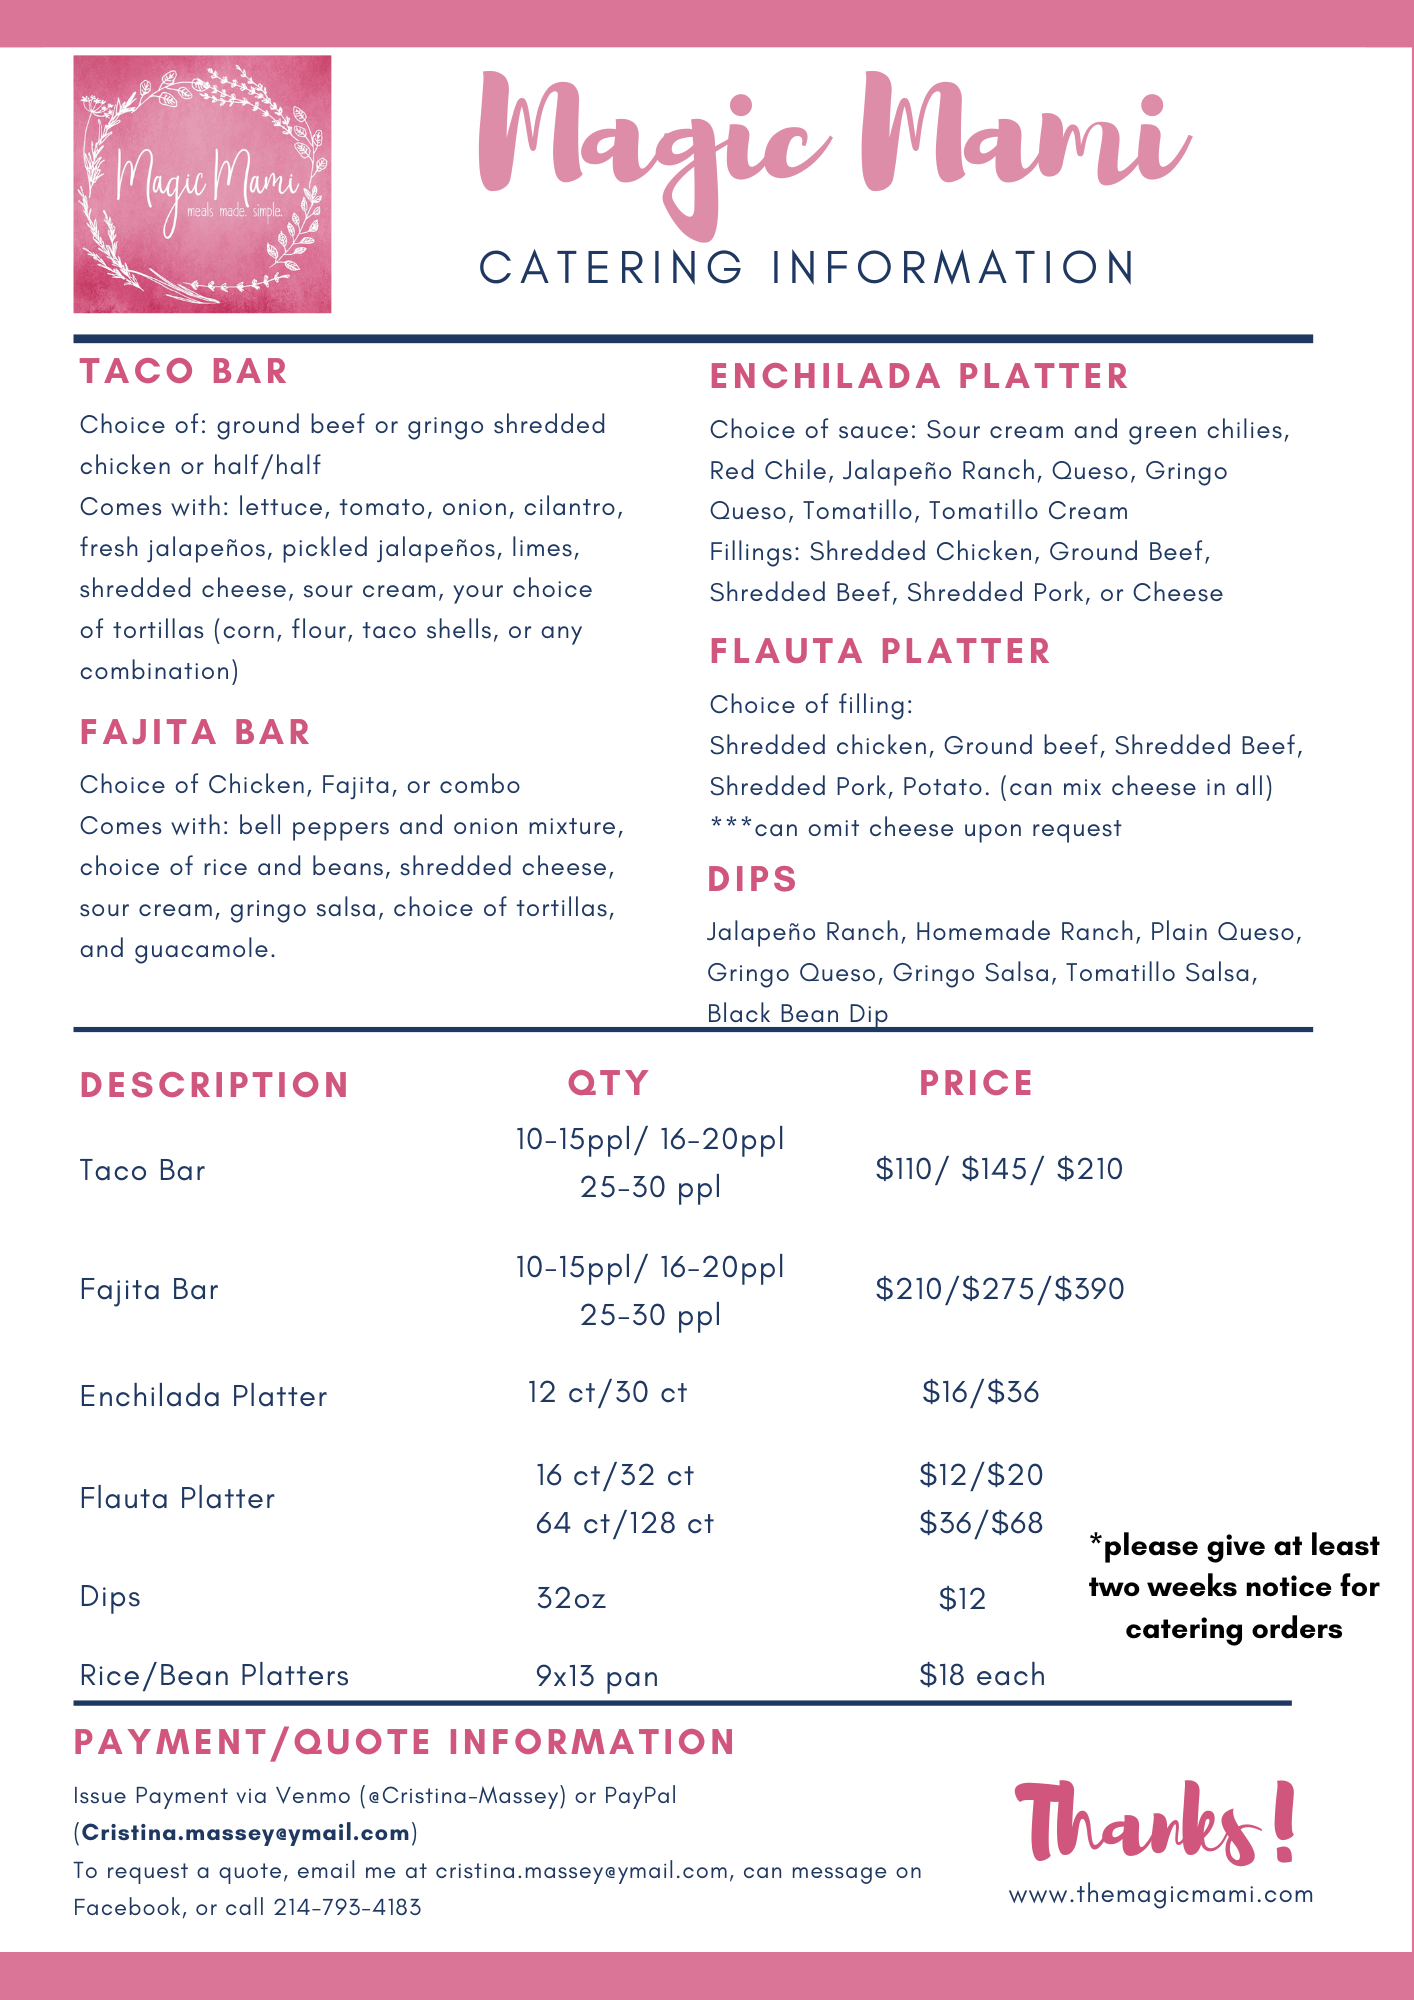 Magic Mami
meals made. simple.
Magic Mami
CATERING INFORMATION
TACO BAR
Choice of: ground beef or gringo shredded
chicken or half/half
Comes with: lettuce, tomato, onion, cilantro,
fresh jalapeños, pickled jalapeños, limes,
shredded cheese, sour cream, your choice
of tortillas (corn, flour, taco shells, or any
combination)
FAJITA BAR
Choice of Chicken, Fajita, or combo
Comes with: bell peppers and onion mixture,
choice of rice and beans, shredded cheese,
sour cream, gringo salsa, choice of tortillas,
and guacamole.
ENCHILADA PLATTER
Choice of sauce: Sour cream and green chilies,
Red Chile, Jalapeño Ranch, Queso, Gringo
Queso, Tomatillo, Tomatillo Cream
Fillings: Shredded Chicken, Ground Beef,
Shredded Beef, Shredded Pork, or Cheese
FLAUTA PLATTER
Choice of filling:
Shredded chicken, Ground beef, Shredded Beef,
Shredded Pork, Potato. (can mix cheese in all)
***can omit cheese upon request
DIPS
Jalapeño Ranch, Homemade Ranch, Plain Queso,
Gringo Queso, Gringo Salsa, Tomatillo Salsa,
Black Bean Dip
DESCRIPTION QTY PRICE
10-15ppl/ 16-20ppl
Taco Bar $110/ $145/ $210
25-30 ppl
10-15ppl/ 16-20ppl
Fajita Bar $210/$275/$390
25-30 ppl
Enchilada Platter 12 ct/30 ct $16/$36
16 ct/32 ct $12/$20
Flauta Platter
64 ct/128 ct $36/$68
*please give at least
two weeks notice for
catering orders
Dips 32oz $12
Rice/Bean Platters 9x13 pan $18 each
PAYMENT/QUOTE INFORMATION
Issue Payment via Venmo (@Cristina-Massey) or PayPal
(Cristina.massey@ymail.com)
To request a quote, email me at cristina.massey@ymail.com, can message on
Facebook, or call 214-793-4183
Thanks!
www.themagicmami.com